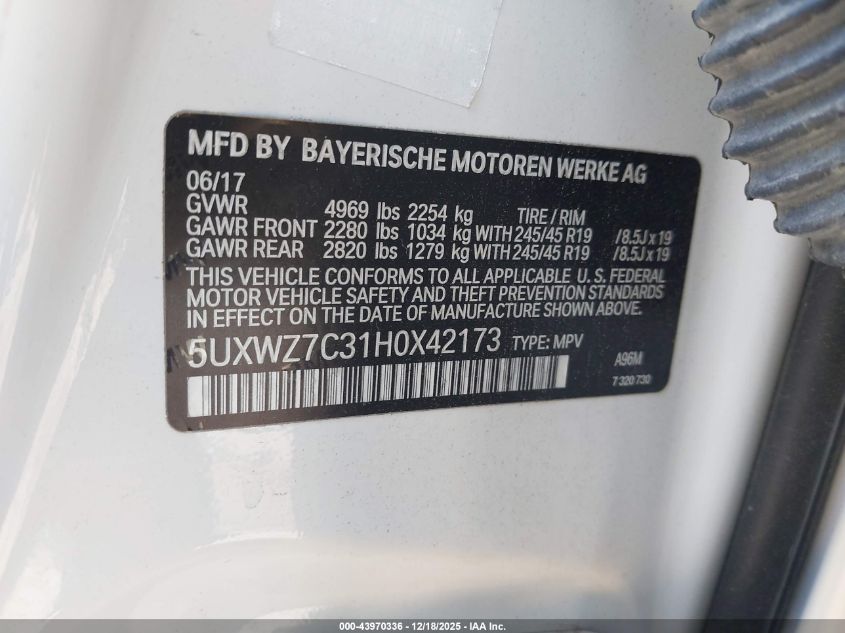 MFD BY BAYERISCHE MOTOREN WERKE AG
06/17
GVWR 4969 lbs 2254 kg TIRE / RIM
GAWR FRONT 2280 lbs 1034 kg WITH 245/45 R19 / 8.5J x 19
GAWR REAR 2820 lbs 1279 kg WITH 245/45 R19 / 8.5J x 19
THIS VEHICLE CONFORMS TO ALL APPLICABLE U. S. FEDERAL
MOTOR VEHICLE SAFETY AND THEFT PREVENTION STANDARDS
IN EFFECT ON THE DATE OF MANUFACTURE SHOWN ABOVE.
5UXWZ7C31H0X42173 TYPE: MPV A96M
7 320 730
000-43970336 - 12/18/2025 - IAA Inc.